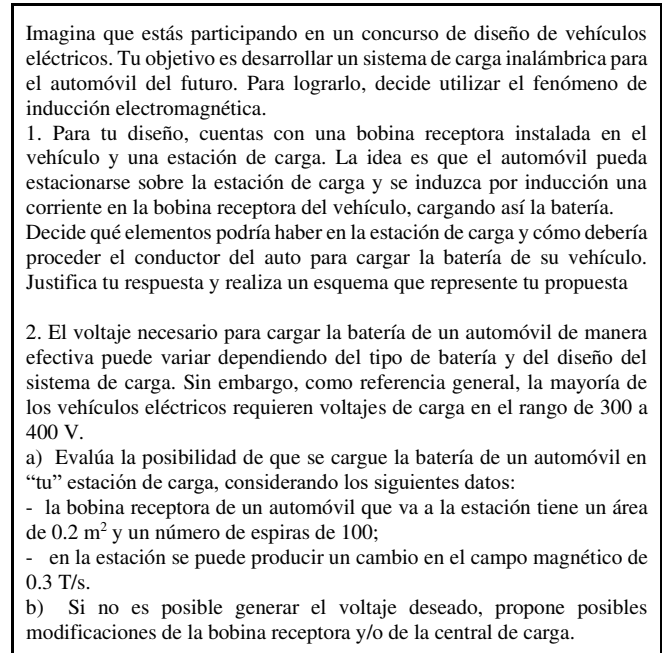 Imagina que estás participando en un concurso de diseño de vehículos
eléctricos. Tu objetivo es desarrollar un sistema de carga inalámbrica para
el automóvil del futuro. Para lograrlo, decide utilizar el fenómeno de
inducción electromagnética.
1. Para tu diseño, cuentas con una bobina receptora instalada en el
vehículo y una estación de carga. La idea es que el automóvil pueda
estacionarse sobre la estación de carga y se induzca por inducción una
corriente en la bobina receptora del vehículo, cargando así la batería.
Decide qué elementos podría haber en la estación de carga y cómo debería
proceder el conductor del auto para cargar la batería de su vehículo.
Justifica tu respuesta y realiza un esquema que represente tu propuesta
2. El voltaje necesario para cargar la batería de un automóvil de manera
efectiva puede variar dependiendo del tipo de batería y del diseño del
sistema de carga. Sin embargo, como referencia general, la mayoría de
los vehículos eléctricos requieren voltajes de carga en el rango de 300 a
400 V.
a) Evalúa la posibilidad de que se cargue la batería de un automóvil en
“tu” estación de carga, considerando los siguientes datos:
- la bobina receptora de un automóvil que va a la estación tiene un área
de 0.2 m² y un número de espiras de 100;
- en la estación se puede producir un cambio en el campo magnético de
0.3 T/s.
b) Si no es posible generar el voltaje deseado, propone posibles
modificaciones de la bobina receptora y/o de la central de carga.